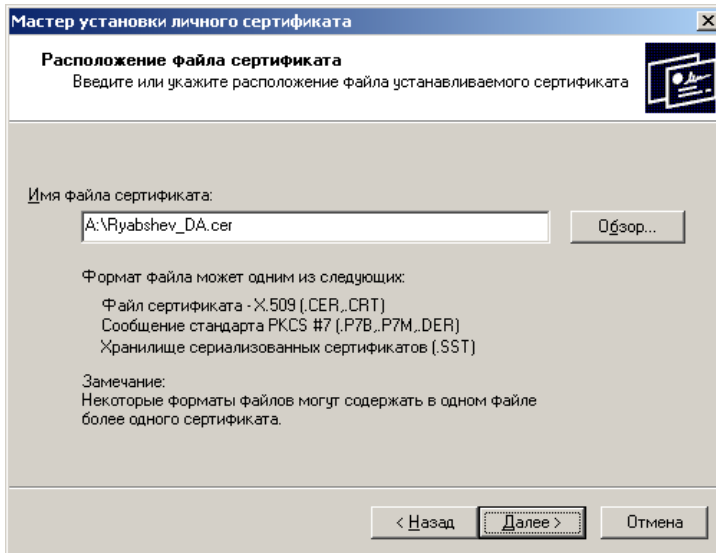 Мастер установки личного сертификата
Расположение файла сертификата
Введите или укажите расположение файла устанавливаемого сертификата
Имя файла сертификата:
A:\Ryabshev_DA.cer
Обзор...
Формат файла может одним из следующих:
Файл сертификата - X.509 (.CER,.CRT)
Сообщение стандарта PKCS #7 (.P7B,.P7M,.DER)
Хранилище сериализованных сертификатов (.SST)
Замечание:
Некоторые форматы файлов могут содержать в одном файле
более одного сертификата.
< Назад
Далее >
Отмена